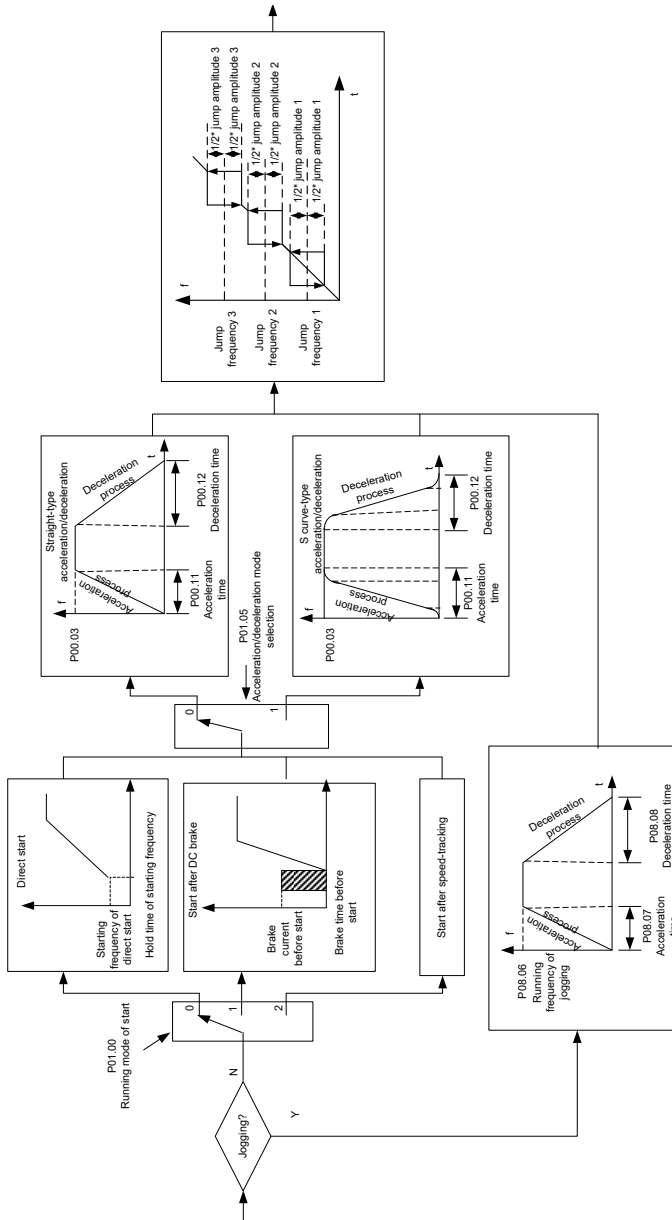 Jogging?
N
Y
P01.00
Running mode of start
0
1
2
Direct start
Starting
frequency of
direct start
Hold time of starting frequency
Start after DC brake
Brake
current
before start
Brake time before
start
Start after speed-tracking
P08.06
Running
frequency of
jogging
f
Acceleration
process
Deceleration
process
t
P08.07
Acceleration
P08.08
Deceleration time
0
1
P01.05
Acceleration/deceleration mode
selection
Straight-type
acceleration/deceleration
f
P00.03
Acceleration
process
Deceleration
process
t
P00.11
Acceleration
time
P00.12
Deceleration time
S curve-type
acceleration/deceleration
f
P00.03
Acceleration
process
Deceleration
process
t
P00.11
Acceleration
time
P00.12
Deceleration time
f
Jump
frequency 3
Jump
frequency 2
Jump
frequency 1
1/2* jump amplitude 3
1/2* jump amplitude 3
1/2* jump amplitude 2
1/2* jump amplitude 2
1/2* jump amplitude 1
1/2* jump amplitude 1
t